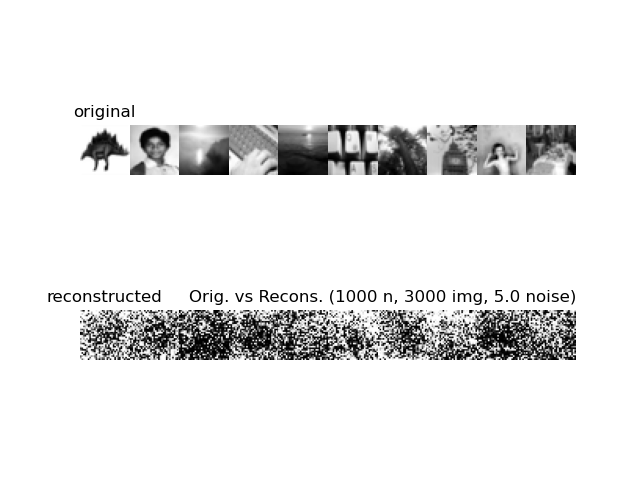 original
reconstructed
Orig. vs Recons. (1000 n, 3000 img, 5.0 noise)